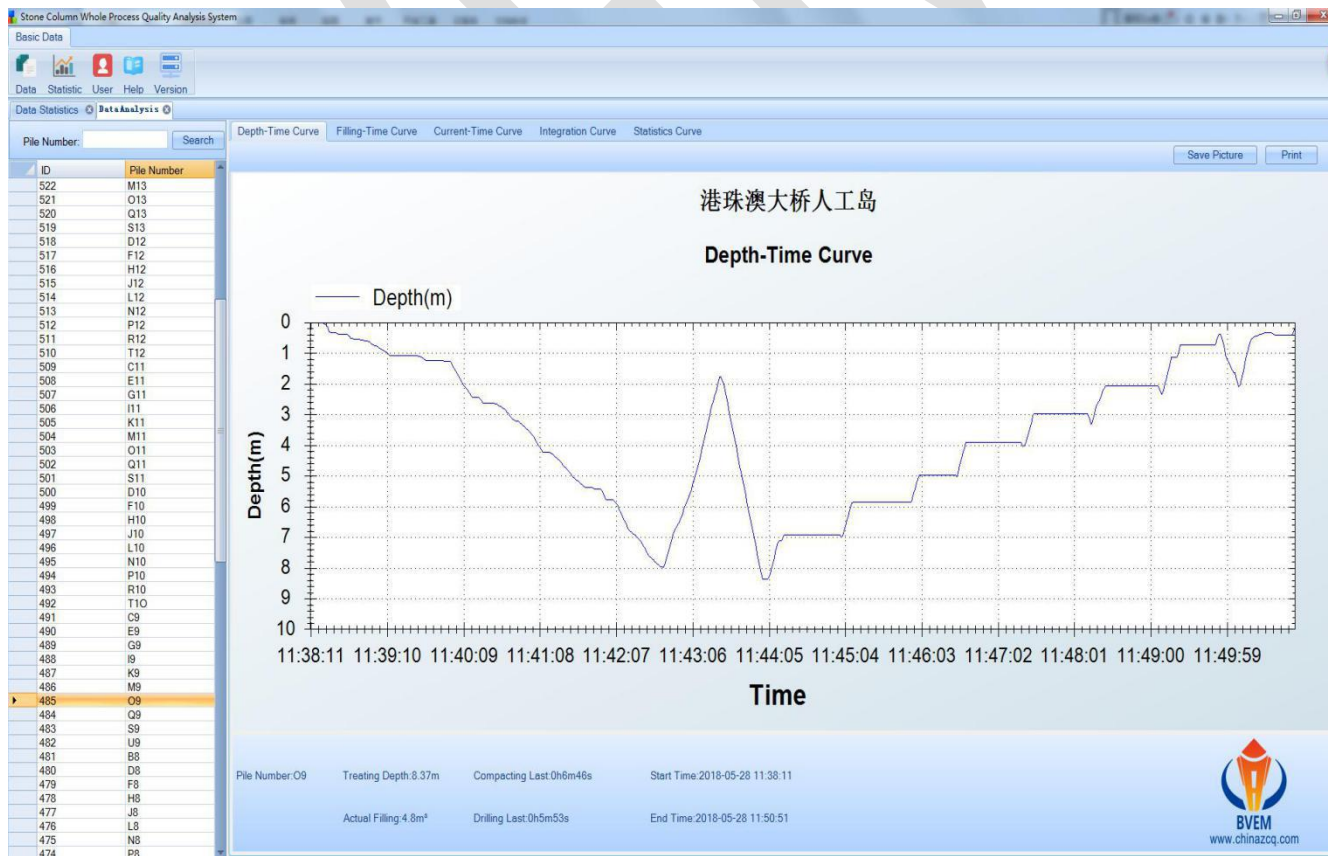 Stone Column Whole Process Quality Analysis System
Basic Data
Data Statistic User Help Version
Data Statistics DataAnalysis
Pile Number: Search
Depth-Time Curve Filling-Time Curve Current-Time Curve Integration Curve Statistics Curve
Save Picture Print
ID Pile Number
522 M13
521 O13
520 Q13
519 S13
518 D12
517 F12
516 H12
515 J12
514 L12
513 N12
512 P12
511 R12
510 T12
509 C11
508 E11
507 G11
506 I11
505 K11
504 M11
503 O11
502 Q11
501 S11
500 D10
499 F10
498 H10
497 J10
496 L10
495 N10
494 P10
493 R10
492 T1O
491 C9
490 E9
489 G9
488 I9
487 K9
486 M9
485 O9
484 Q9
483 S9
482 U9
481 B8
480 D8
479 F8
478 H8
477 J8
476 L8
475 N8
474 P8
港珠澳大桥人工岛
Depth-Time Curve
Depth(m)
0
1
2
3
4
5
6
7
8
9
10
Depth(m)
11:38:11 11:39:10 11:40:09 11:41:08 11:42:07 11:43:06 11:44:05 11:45:04 11:46:03 11:47:02 11:48:01 11:49:00 11:49:59
Time
Pile Number:O9 Treating Depth:8.37m Compacting Last:0h6m46s Start Time:2018-05-28 11:38:11
Actual Filling:4.8m³ Drilling Last:0h5m53s End Time:2018-05-28 11:50:51
BVEM
www.chinazcq.com